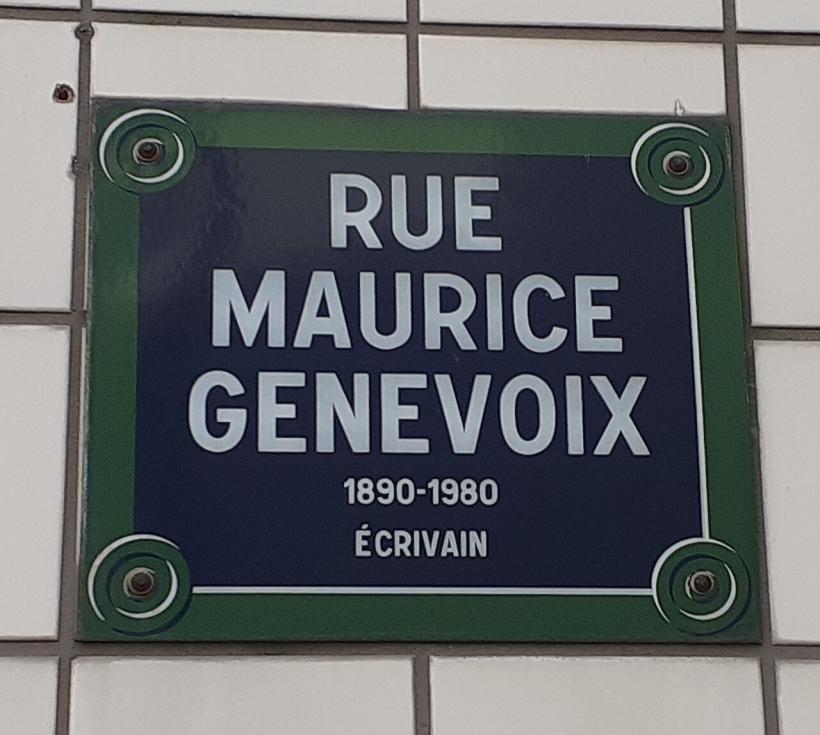 RUE
MAURICE
GENEVOIX
1890-1980
ÉCRIVAIN